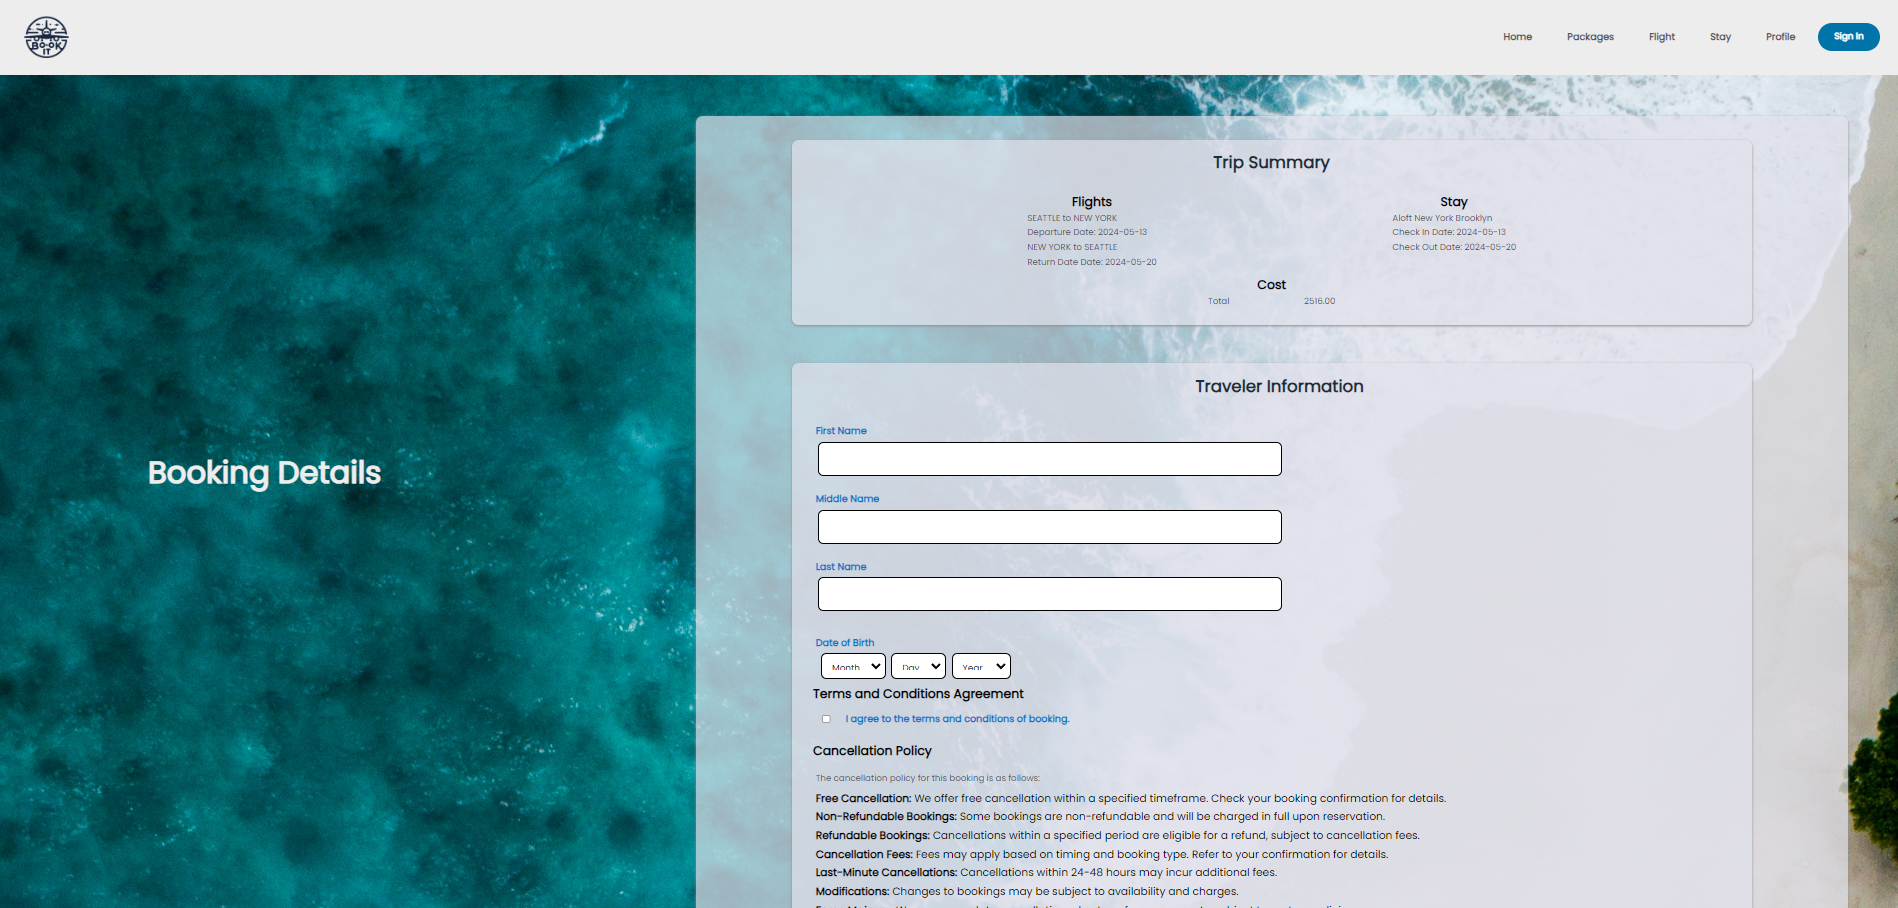 BOOK
IT
Home Packages Flight Stay Profile Sign In
Booking Details
Trip Summary
Flights
SEATTLE to NEW YORK
Departure Date: 2024-05-13
NEW YORK to SEATTLE
Return Date Date: 2024-05-20
Stay
Aloft New York Brooklyn
Check In Date: 2024-05-13
Check Out Date: 2024-05-20
Cost
Total 2516.00
Traveler Information
First Name
Middle Name
Last Name
Date of Birth
Month Day Year
Terms and Conditions Agreement
I agree to the terms and conditions of booking.
Cancellation Policy
The cancellation policy for this booking is as follows:
Free Cancellation: We offer free cancellation within a specified timeframe. Check your booking confirmation for details.
Non-Refundable Bookings: Some bookings are non-refundable and will be charged in full upon reservation.
Refundable Bookings: Cancellations within a specified period are eligible for a refund, subject to cancellation fees.
Cancellation Fees: Fees may apply based on timing and booking type. Refer to your confirmation for details.
Last-Minute Cancellations: Cancellations within 24-48 hours may incur additional fees.
Modifications: Changes to bookings may be subject to availability and charges.